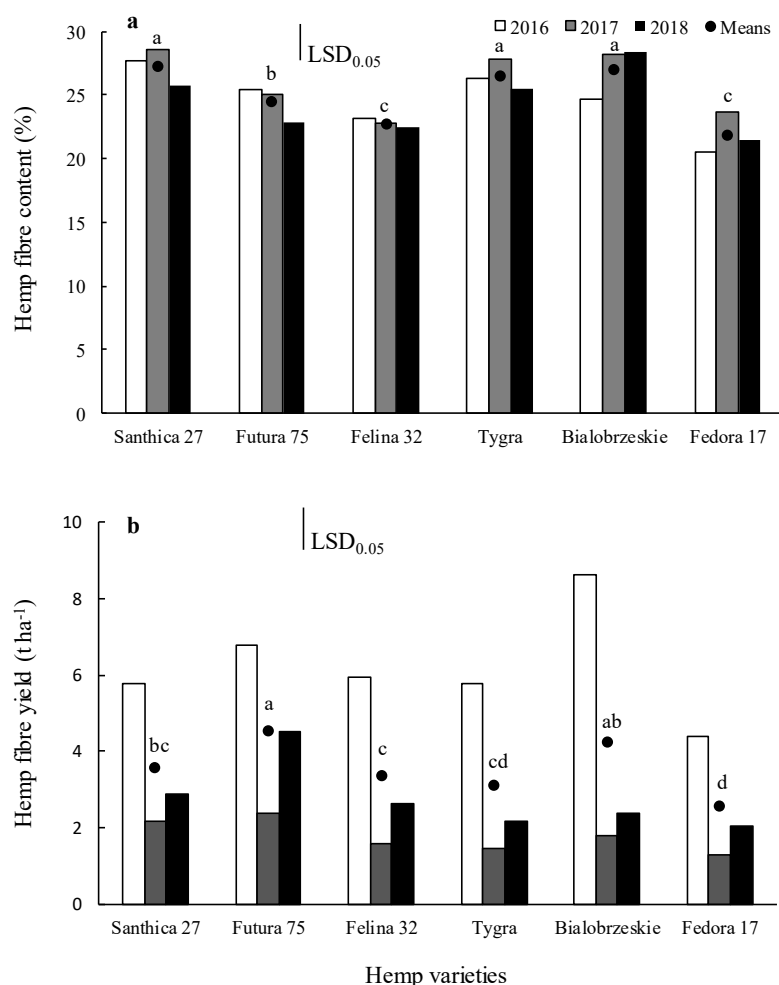 a
2016 2017 2018 Means
LSD0.05
Hemp fibre content (%)
30
25
20
15
10
5
0
a b c a a c
Santhica 27 Futura 75 Felina 32 Tygra Bialobrzeskie Fedora 17
b
LSD0.05
Hemp fibre yield (t ha-1)
10
8
6
4
2
0
bc a c cd ab d
Santhica 27 Futura 75 Felina 32 Tygra Bialobrzeskie Fedora 17
Hemp varieties